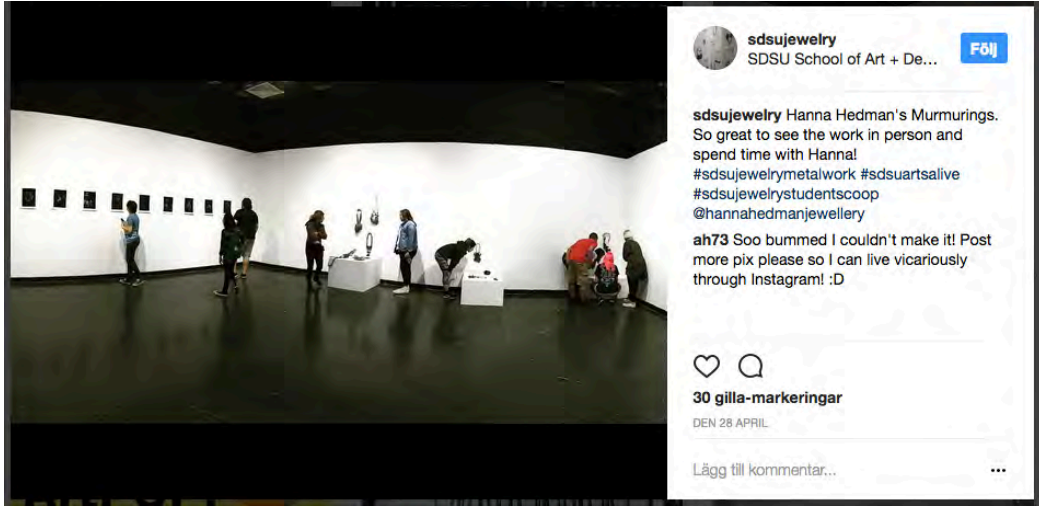 sdsujewelry
SDSU School of Art + De...
Följ
sdsujewelry Hanna Hedman's Murmurings.
So great to see the work in person and
spend time with Hanna!
#sdsujewelrymetalwork #sdsuartsalive
#sdsujewelrystudentscoop
@hannahedmanjewellery
ah73 Soo bummed I couldn't make it! Post
more pix please so I can live vicariously
through Instagram! :D
30 gilla-markeringar
DEN 28 APRIL
Lägg till kommentar...